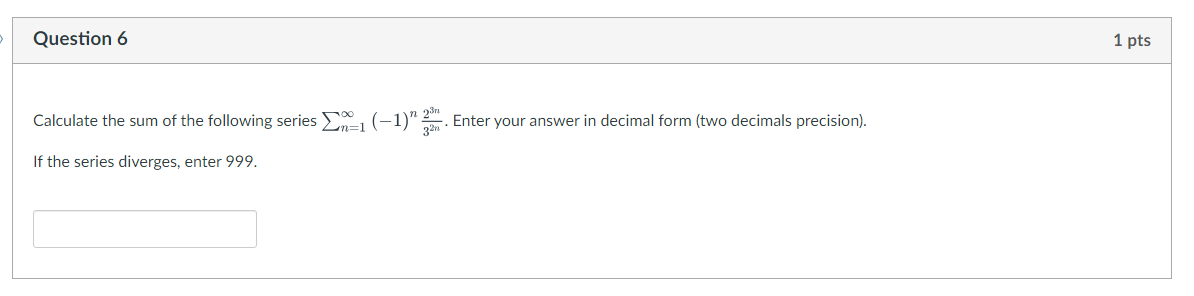 Question 6
1 pts
Calculate the sum of the following series $\sum_{n=1}^{\infty} (-1)^n \frac{2^{3n}}{3^{2n}}$. Enter your answer in decimal form (two decimals precision).
If the series diverges, enter 999.